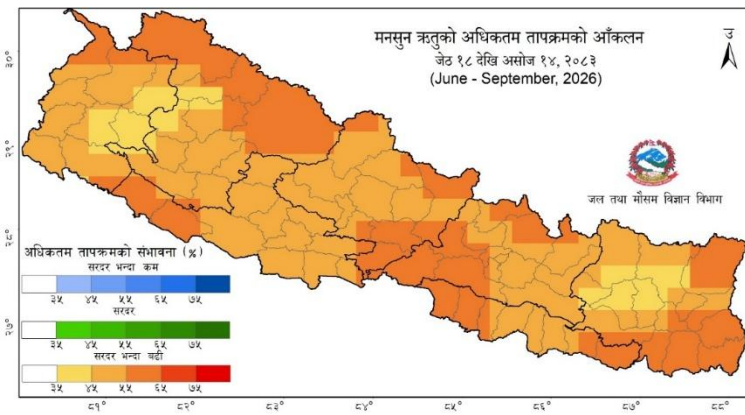 मनसुन ऋतुको अधिकतम तापक्रमको आँकलन
जेठ १८ देखि असोज १४, २०८३
(June - September, 2026)
उ
३०°
२९°
२८°
२७°
जल तथा मौसम विज्ञान विभाग
अधिकतम तापक्रमको संभावना (%)
सरदर भन्दा कम
३५ ४५ ५५ ६५ ७५
सरदर
३५ ४५ ५५ ६५ ७५
सरदर भन्दा बढी
३५ ४५ ५५ ६५ ७५
८१° ८२° ८३° ८४° ८५° ८६° ८७° ८८°